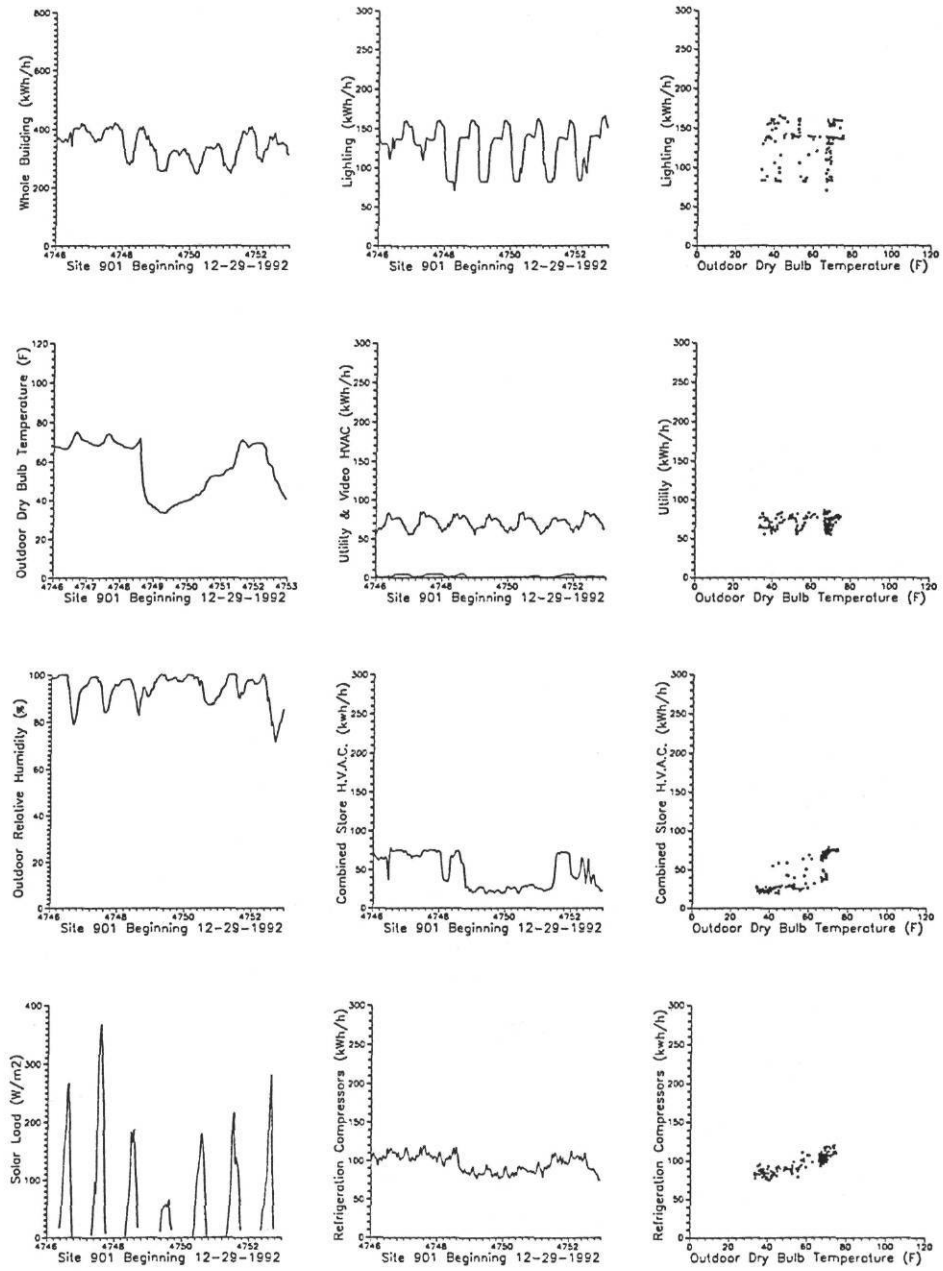 Whole Building (kWh/h)
800
600
400
200
0
4746 4748 4750 4752
Site 901 Beginning 12-29-1992
Lighting (kWh/h)
300
250
200
150
100
50
0
4746 4748 4750 4752
Site 901 Beginning 12-29-1992
Lighting (kWh/h)
300
250
200
150
100
50
0
0 20 40 60 80 100 120
Outdoor Dry Bulb Temperature (F)
Outdoor Dry Bulb Temperature (F)
120
100
80
60
40
20
0
4746 4747 4748 4749 4750 4751 4752 4753
Site 901 Beginning 12-29-1992
Utility & Video HVAC (kWh/h)
300
250
200
150
100
50
0
4746 4748 4750 4752
Site 901 Beginning 12-29-1992
Utility (kWh/h)
300
250
200
150
100
50
0
0 20 40 60 80 100 120
Outdoor Dry Bulb Temperature (F)
Outdoor Relative Humidity (%)
100
80
60
40
20
0
4746 4748 4750 4752
Site 901 Beginning 12-29-1992
Combined Store H.V.A.C. (kwh/h)
300
250
200
150
100
50
0
4746 4748 4750 4752
Site 901 Beginning 12-29-1992
Combined Store H.V.A.C. (kWh/h)
300
250
200
150
100
50
0
0 20 40 60 80 100 120
Outdoor Dry Bulb Temperature (F)
Solar Load (W/m2)
400
300
200
100
0
4746 4748 4750 4752
Site 901 Beginning 12-29-1992
Refrigeration Compressors (kWh/h)
300
250
200
150
100
50
0
4746 4748 4750 4752
Site 901 Beginning 12-29-1992
Refrigeration Compressors (kwh/h)
300
250
200
150
100
50
0
0 20 40 60 80 100 120
Outdoor Dry Bulb Temperature (F)